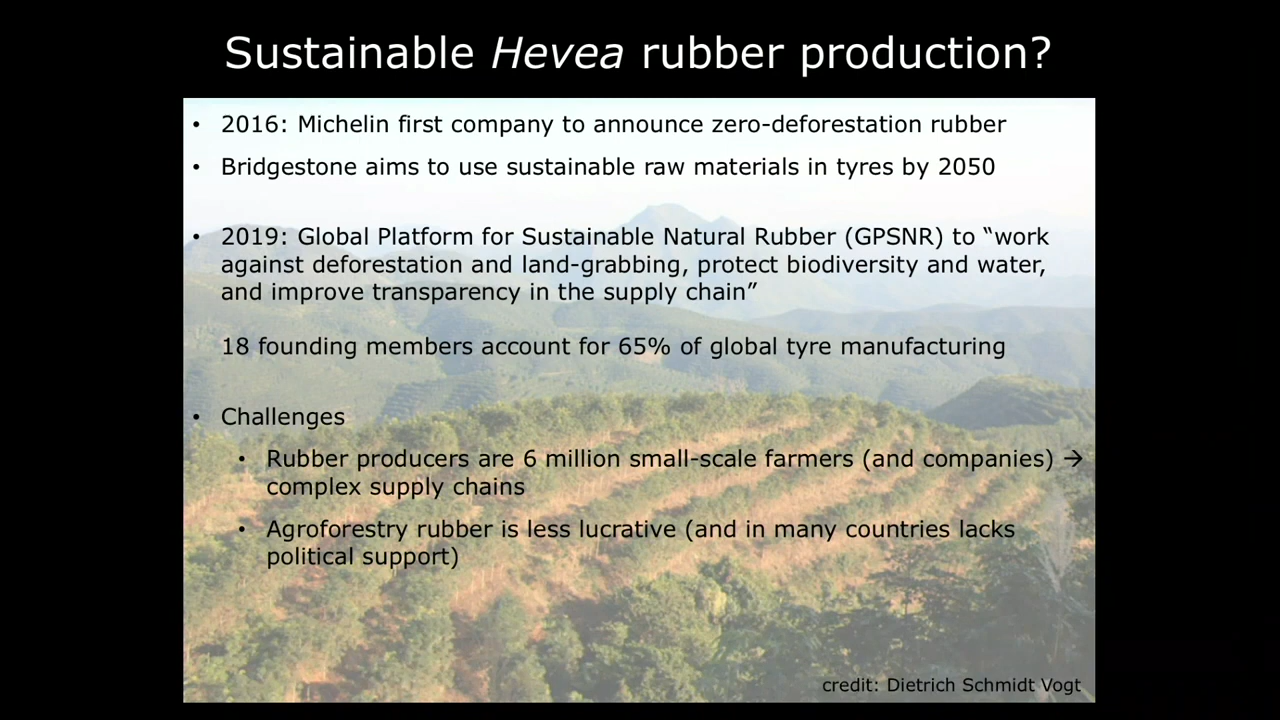 Sustainable Hevea rubber production?
• 2016: Michelin first company to announce zero-deforestation rubber
• Bridgestone aims to use sustainable raw materials in tyres by 2050
• 2019: Global Platform for Sustainable Natural Rubber (GPSNR) to “work
against deforestation and land-grabbing, protect biodiversity and water,
and improve transparency in the supply chain”
18 founding members account for 65% of global tyre manufacturing
• Challenges
• Rubber producers are 6 million small-scale farmers (and companies) →
complex supply chains
• Agroforestry rubber is less lucrative (and in many countries lacks
political support)
credit: Dietrich Schmidt Vogt